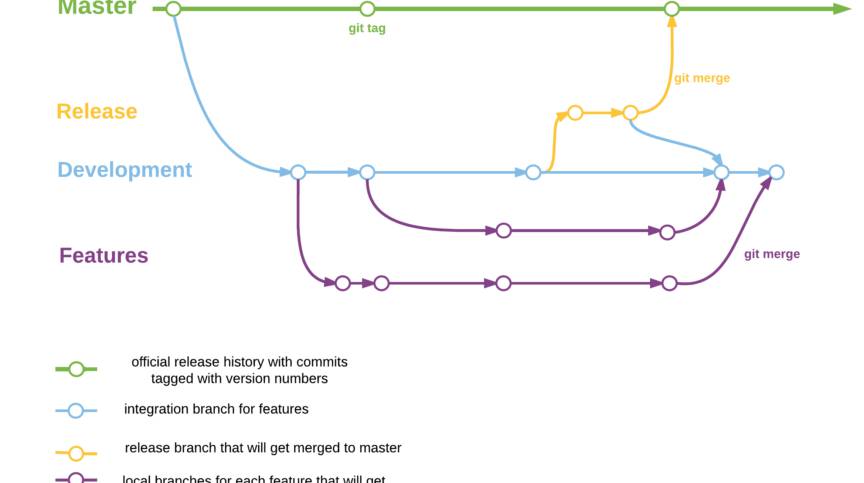 Master
git tag
git merge
Release
Development
Features
git merge
official release history with commits
tagged with version numbers
integration branch for features
release branch that will get merged to master
local branches for each feature that will get